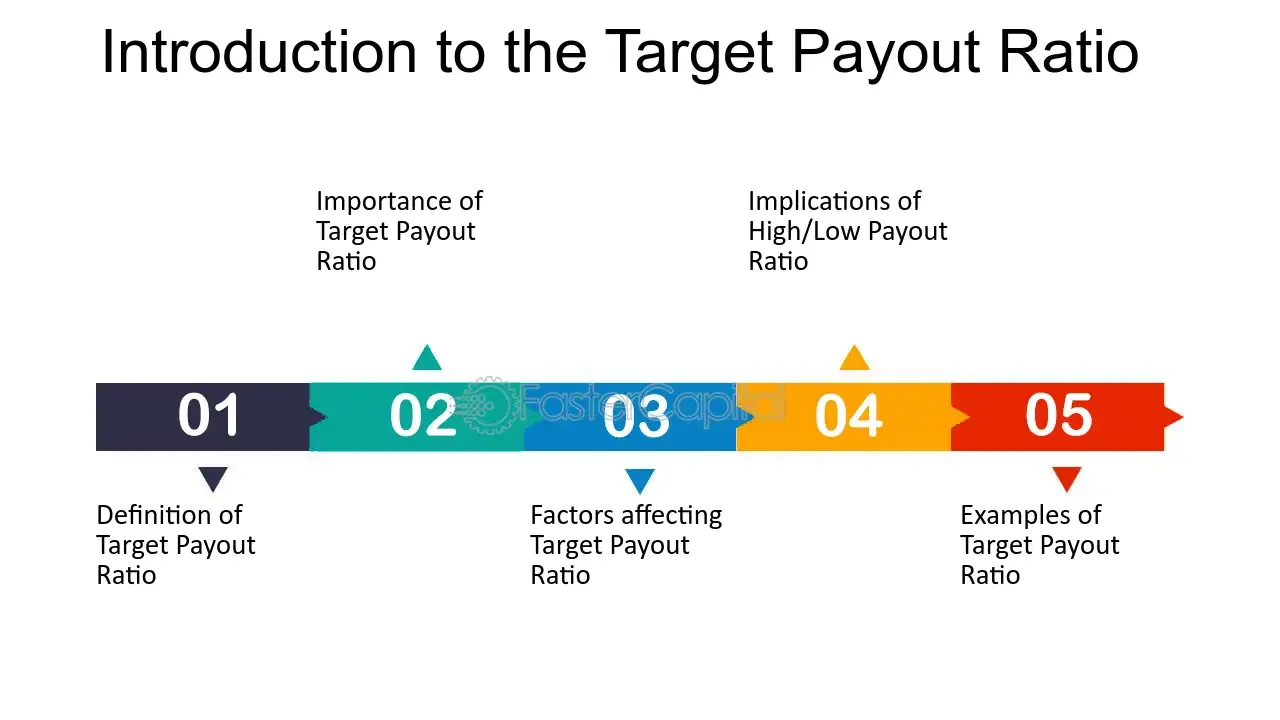 Introduction to the Target Payout Ratio
Importance of
Target Payout
Ratio
Implications of
High/Low Payout
Ratio
01
02
03
04
05
FasterCapital
Definition of
Target Payout
Ratio
Factors affecting
Target Payout
Ratio
Examples of
Target Payout
Ratio